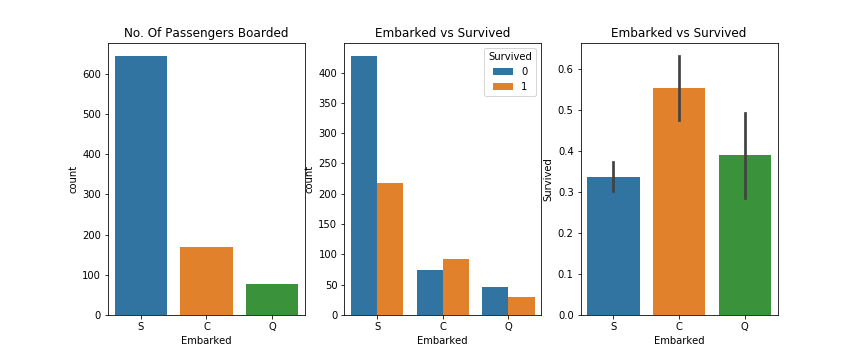 No. Of Passengers Boarded
600
500
400
300
200
100
0
count
S C Q
Embarked
Embarked vs Survived
Survived
0
1
400
350
300
250
200
150
100
50
0
count
S C Q
Embarked
Embarked vs Survived
0.6
0.5
0.4
0.3
0.2
0.1
0.0
Survived
S C Q
Embarked